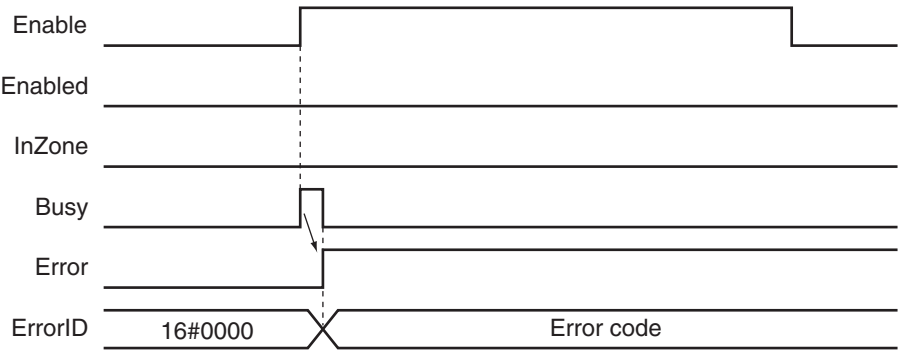 Enable
Enabled
InZone
Busy
Error
ErrorID 16#0000 Error code